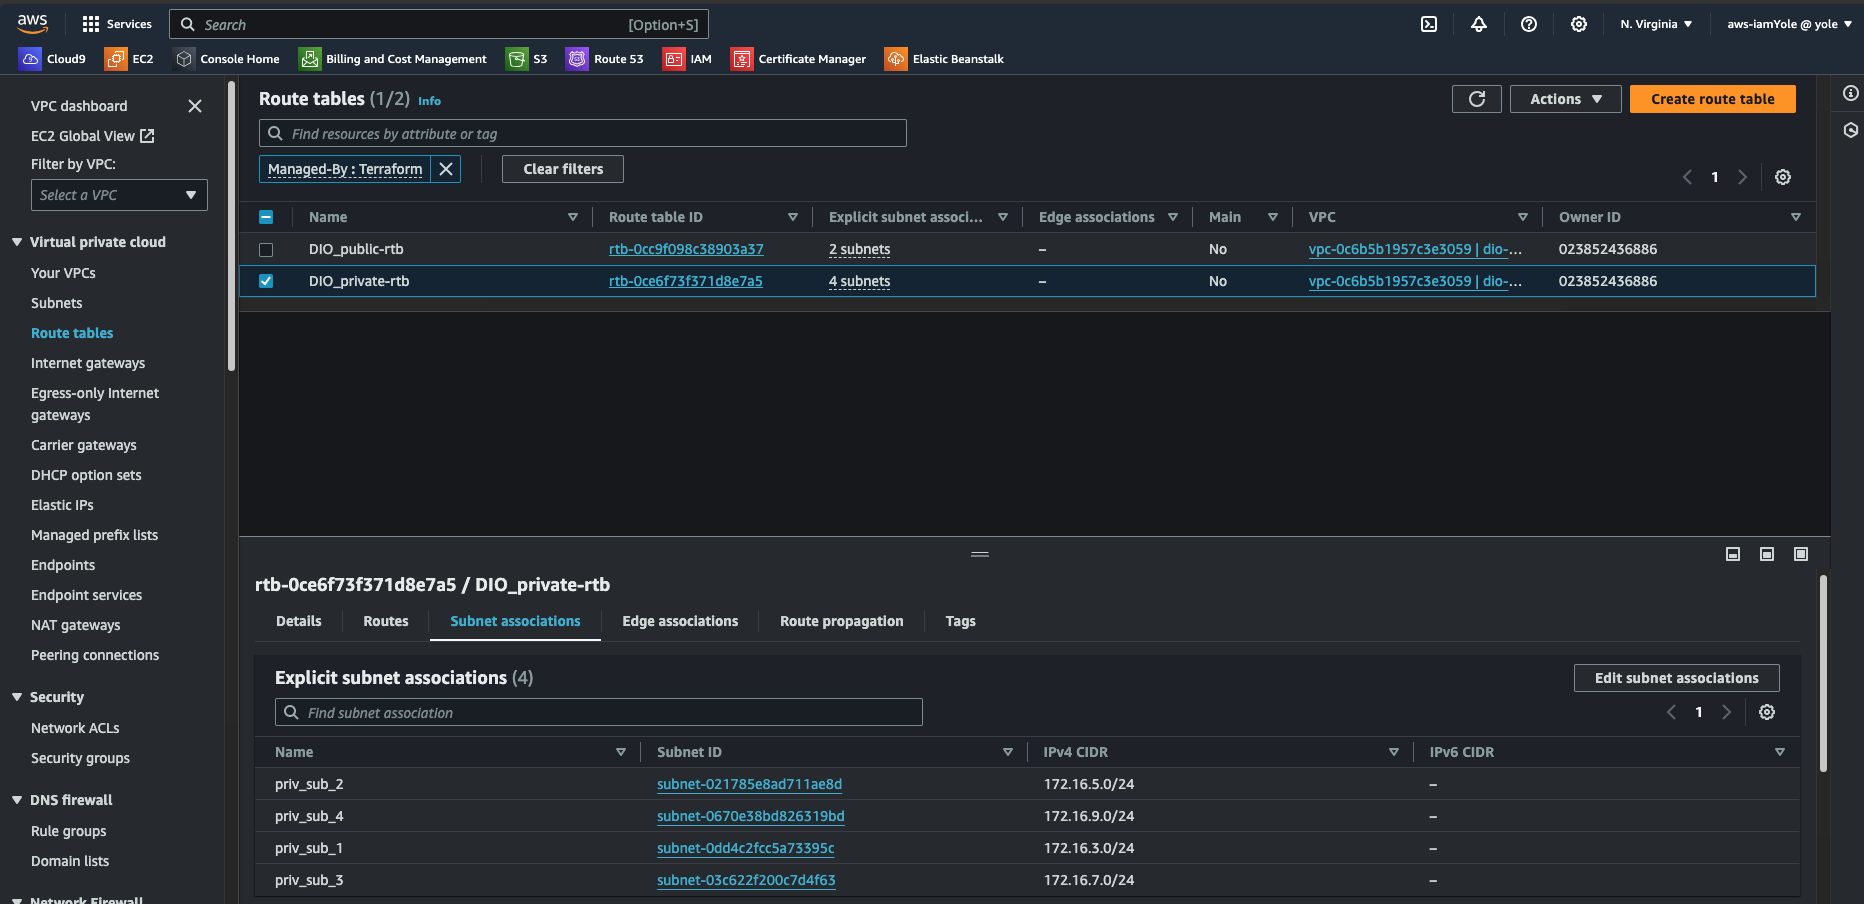 aws
Services
Search
[Option+S]
N. Virginia
aws-iamYole @ yole
Cloud9
EC2
Console Home
Billing and Cost Management
S3
Route 53
IAM
Certificate Manager
Elastic Beanstalk
VPC dashboard
EC2 Global View
Filter by VPC:
Select a VPC
Virtual private cloud
Your VPCs
Subnets
Route tables
Internet gateways
Egress-only Internet
gateways
Carrier gateways
DHCP option sets
Elastic IPs
Managed prefix lists
Endpoints
Endpoint services
NAT gateways
Peering connections
Security
Network ACLs
Security groups
DNS firewall
Rule groups
Domain lists
Network Firewall
Route tables (1/2) Info
Actions
Create route table
Find resources by attribute or tag
Managed-By : Terraform
Clear filters
1
Name Route table ID Explicit subnet associ... Edge associations Main VPC Owner ID
DIO_public-rtb rtb-0cc9f098c38903a37 2 subnets – No vpc-0c6b5b1957c3e3059 | dio-... 023852436886
DIO_private-rtb rtb-0ce6f73f371d8e7a5 4 subnets – No vpc-0c6b5b1957c3e3059 | dio-... 023852436886
rtb-0ce6f73f371d8e7a5 / DIO_private-rtb
Details Routes Subnet associations Edge associations Route propagation Tags
Explicit subnet associations (4)
Edit subnet associations
Find subnet association
1
Name Subnet ID IPv4 CIDR IPv6 CIDR
priv_sub_2 subnet-021785e8ad711ae8d 172.16.5.0/24 –
priv_sub_4 subnet-0670e38bd826319bd 172.16.9.0/24 –
priv_sub_1 subnet-0dd4c2fcc5a73395c 172.16.3.0/24 –
priv_sub_3 subnet-03c622f200c7d4f63 172.16.7.0/24 –